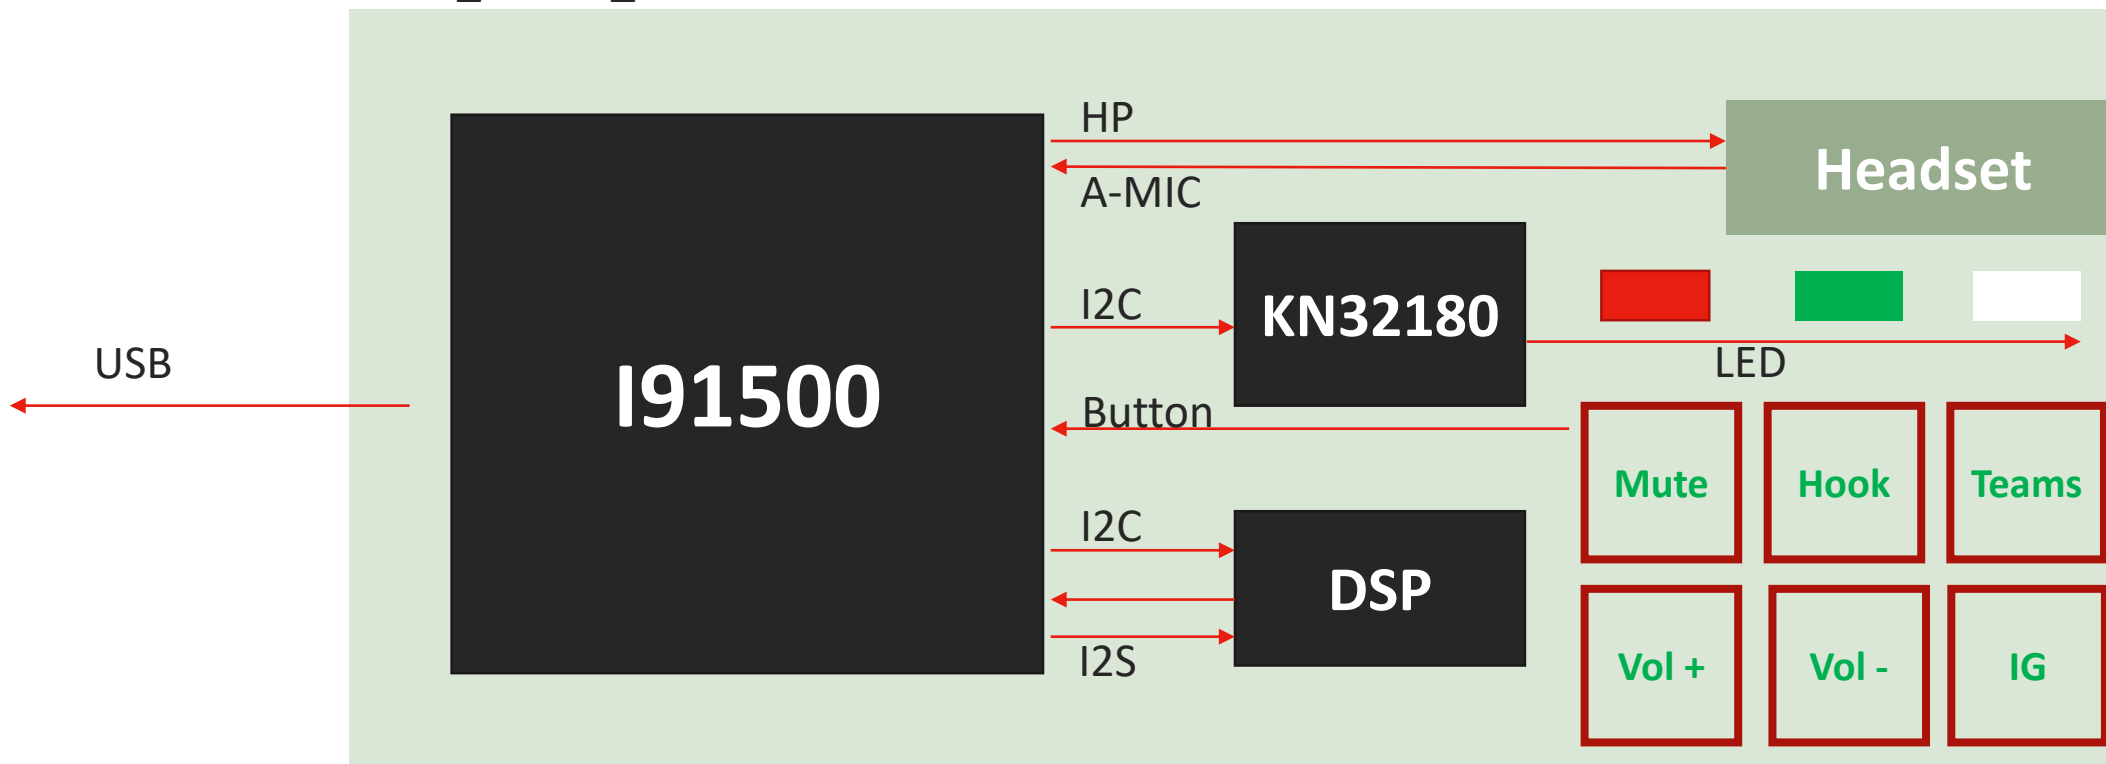 HP
Headset
A-MIC
I2C
KN32180
USB
LED
I91500
Button
Mute
Hook
Teams
I2C
DSP
I2S
Vol +
Vol -
IG